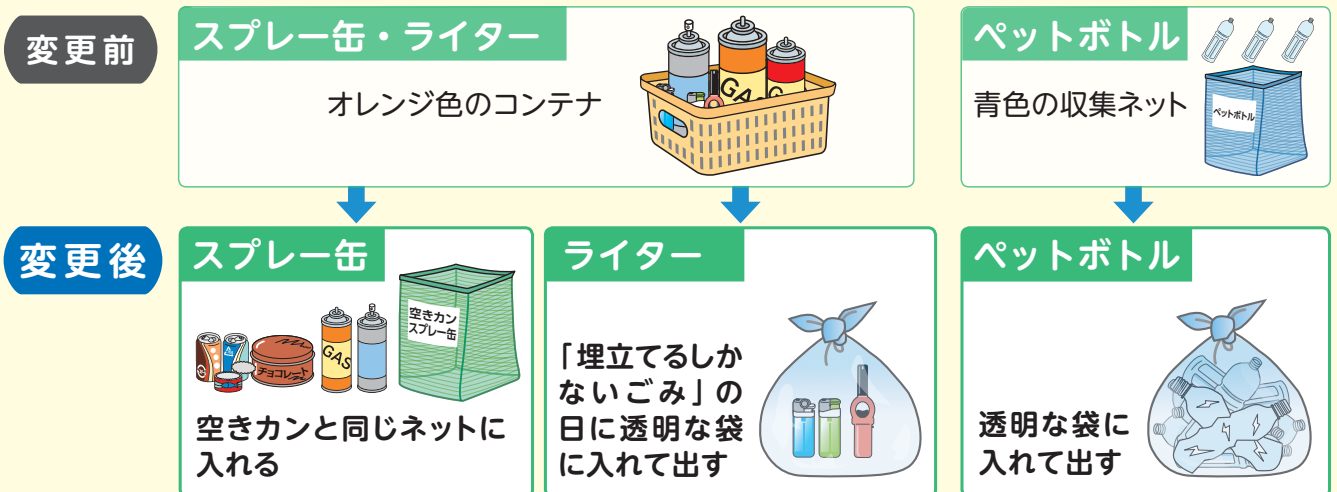 変更前
スプレー缶・ライター
オレンジ色のコンテナ
GAS
G
ペットボトル
青色の収集ネット
ペットボトル
変更後
スプレー缶
空きカン
スプレー缶
チョコレート
GAS
空きカンと同じネットに
入れる
ライター
「埋立てるしか
ないごみ」の
日に透明な袋
に入れて出す
ペットボトル
透明な袋に
入れて出す